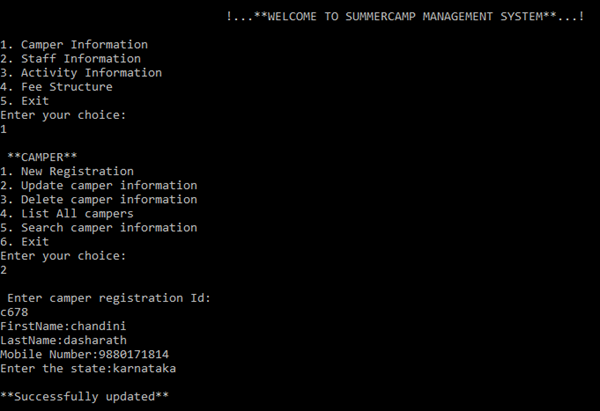 !...**WELCOME TO SUMMERCAMP MANAGEMENT SYSTEM**...!
1. Camper Information
2. Staff Information
3. Activity Information
4. Fee Structure
5. Exit
Enter your choice:
1
**CAMPER**
1. New Registration
2. Update camper information
3. Delete camper information
4. List All campers
5. Search camper information
6. Exit
Enter your choice:
2
Enter camper registration Id:
c678
FirstName:chandini
LastName:dasharath
Mobile Number:9880171814
Enter the state:karnataka
**Successfully updated**